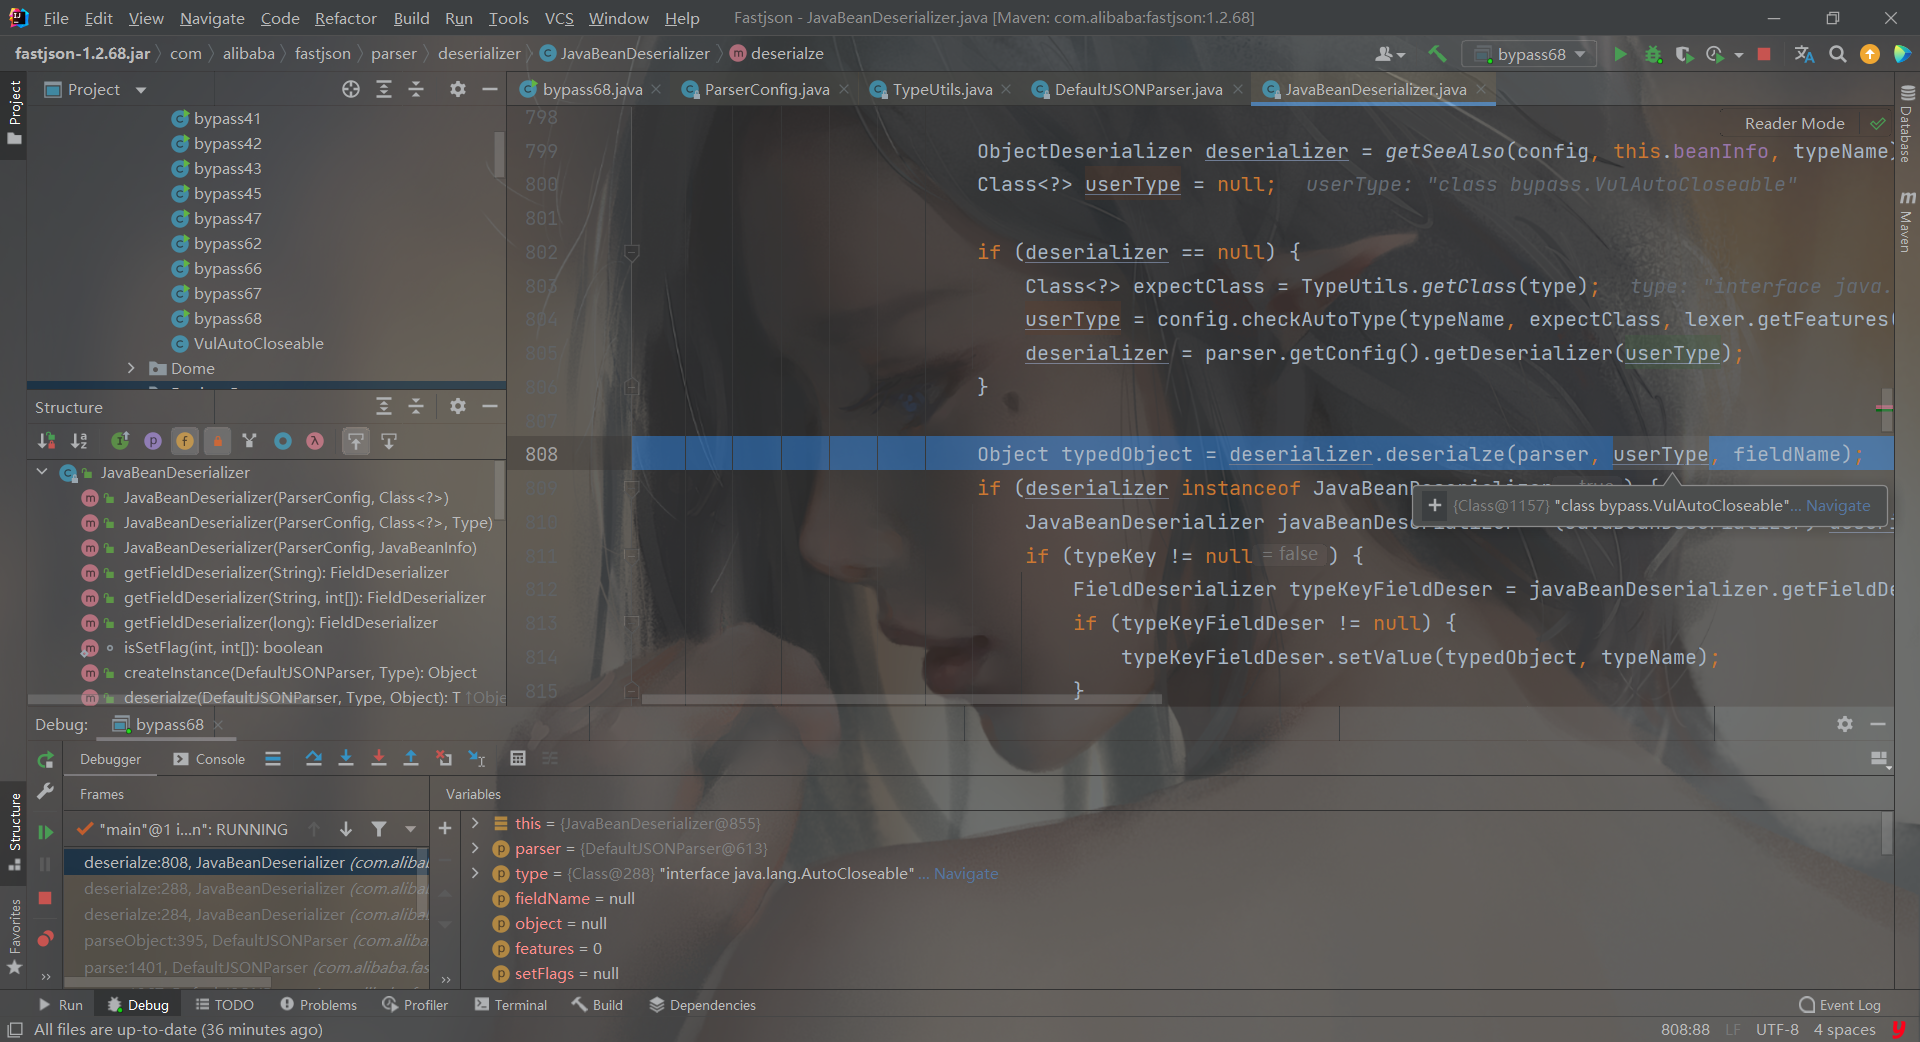 File Edit View Navigate Code Refactor Build Run Tools VCS Window Help Fastjson - JavaBeanDeserializer.java [Maven: com.alibaba:fastjson:1.2.68]
fastjson-1.2.68.jar com alibaba fastjson parser deserializer JavaBeanDeserializer deserialze bypass68
Project
bypass68.java ParserConfig.java TypeUtils.java DefaultJSONParser.java JavaBeanDeserializer.java
Project
bypass41
bypass42
bypass43
bypass45
bypass47
bypass62
bypass66
bypass67
bypass68
VulAutoCloseable
Dome
Structure
JavaBeanDeserializer
JavaBeanDeserializer(ParserConfig, Class<?>)
JavaBeanDeserializer(ParserConfig, Class<?>, Type)
JavaBeanDeserializer(ParserConfig, JavaBeanInfo)
getFieldDeserializer(String): FieldDeserializer
getFieldDeserializer(String, int[]): FieldDeserializer
getFieldDeserializer(long): FieldDeserializer
isSetFlag(int, int[]): boolean
createInstance(DefaultJSONParser, Type): Object
deserialze(DefaultJSONParser, Type, Object): T ↑Obje
Reader Mode
798
799 ObjectDeserializer deserializer = getSeeAlso(config, this.beanInfo, typeName)
800 Class<?> userType = null; userType: "class bypass.VulAutoCloseable"
801
802 if (deserializer == null) {
803 Class<?> expectClass = TypeUtils.getClass(type); type: "interface java.
804 userType = config.checkAutoType(typeName, expectClass, lexer.getFeatures(
805 deserializer = parser.getConfig().getDeserializer(userType);
806 }
807
808 Object typedObject = deserializer.deserialze(parser, userType, fieldName);
809 if (deserializer instanceof JavaBeanDeserializer
{Class@1157} "class bypass.VulAutoCloseable"... Navigate
810 JavaBeanDeserializer javaBeanDeserializer
811 if (typeKey != null = false ) {
812 FieldDeserializer typeKeyFieldDeser = javaBeanDeserializer.getFieldDe
813 if (typeKeyFieldDeser != null) {
814 typeKeyFieldDeser.setValue(typedObject, typeName);
815 }
Database
Maven
Debug: bypass68
Debugger Console
Frames Variables
"main"@1 i...n": RUNNING
deserialze:808, JavaBeanDeserializer (com.alibab
deserialze:288, JavaBeanDeserializer (com.alibab
deserialze:284, JavaBeanDeserializer (com.alibab
parseObject:395, DefaultJSONParser (com.alibaba
parse:1401, DefaultJSONParser (com.alibaba.fas
this = {JavaBeanDeserializer@855}
parser = {DefaultJSONParser@613}
type = {Class@288} "interface java.lang.AutoCloseable" ... Navigate
fieldName = null
object = null
features = 0
setFlags = null
Structure
Favorites
Run Debug TODO Problems Profiler Terminal Build Dependencies Event Log
All files are up-to-date (36 minutes ago) 808:88 LF UTF-8 4 spaces